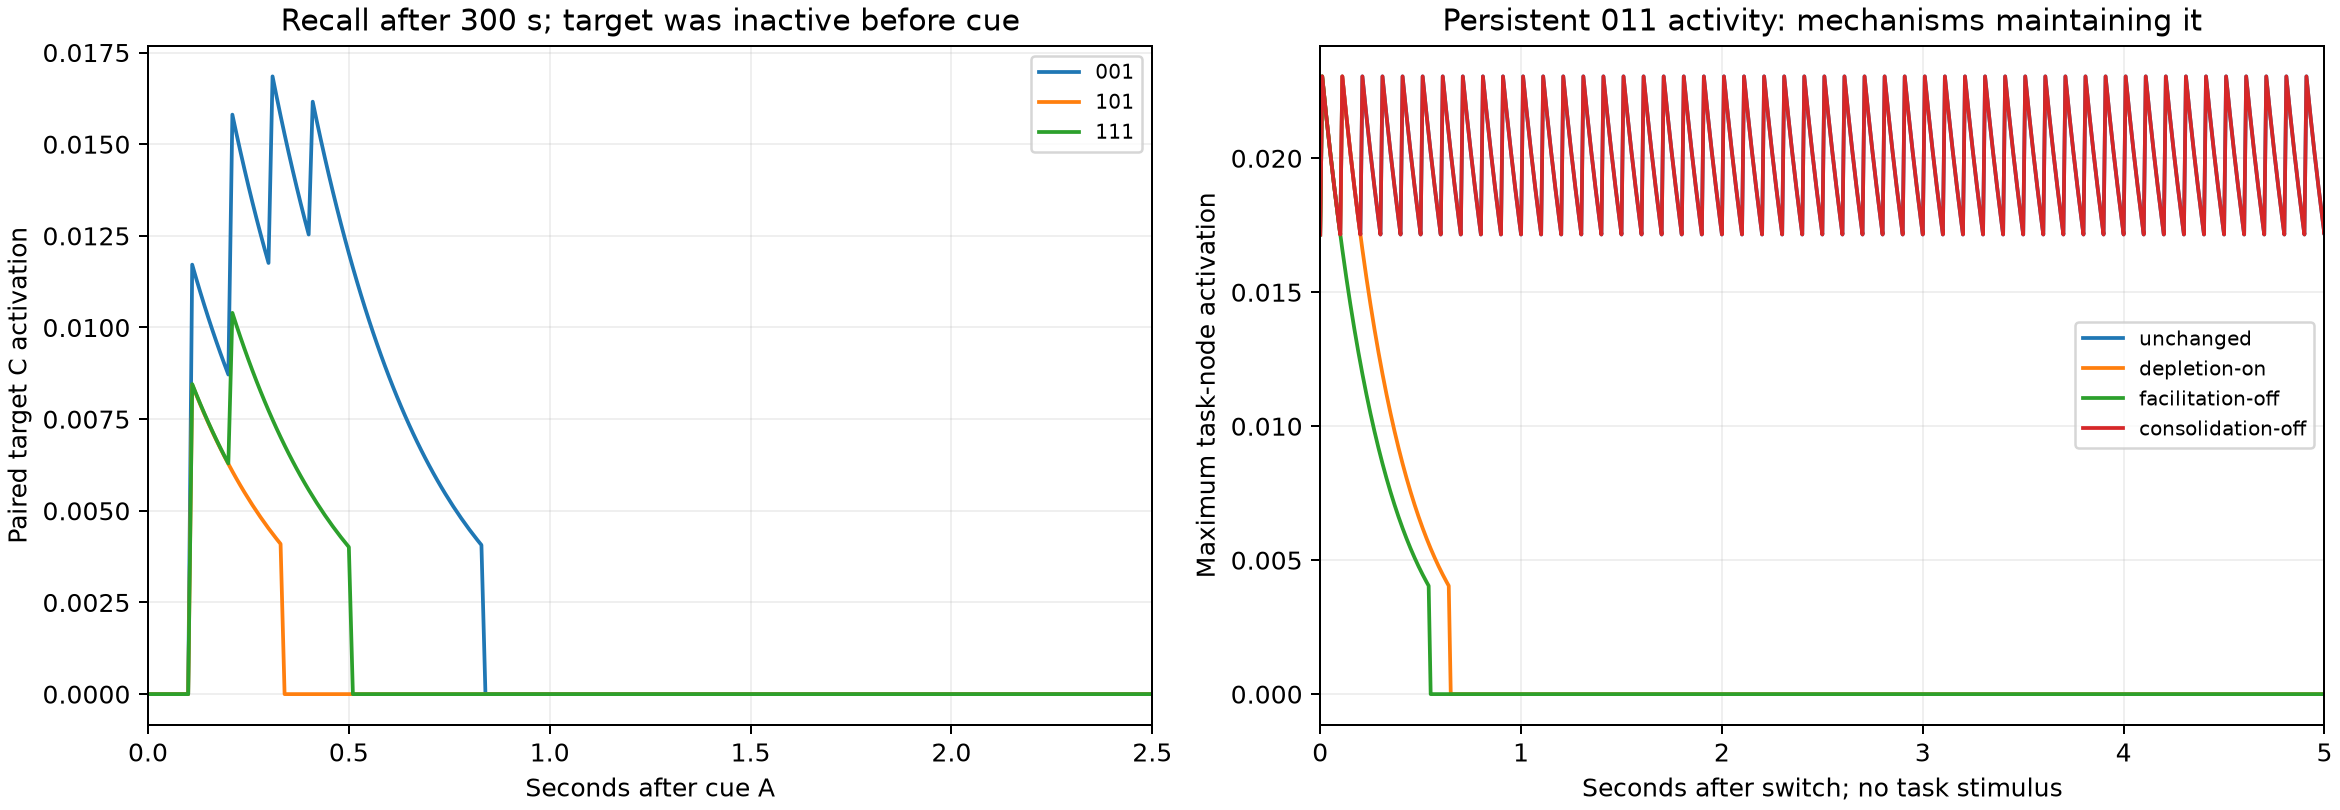 Recall after 300 s; target was inactive before cue
Paired target C activation
0.0175
0.0150
0.0125
0.0100
0.0075
0.0050
0.0025
0.0000
001
101
111
0.0 0.5 1.0 1.5 2.0 2.5
Seconds after cue A
Persistent 011 activity: mechanisms maintaining it
Maximum task-node activation
0.020
0.015
0.010
0.005
0.000
unchanged
depletion-on
facilitation-off
consolidation-off
0 1 2 3 4 5
Seconds after switch; no task stimulus